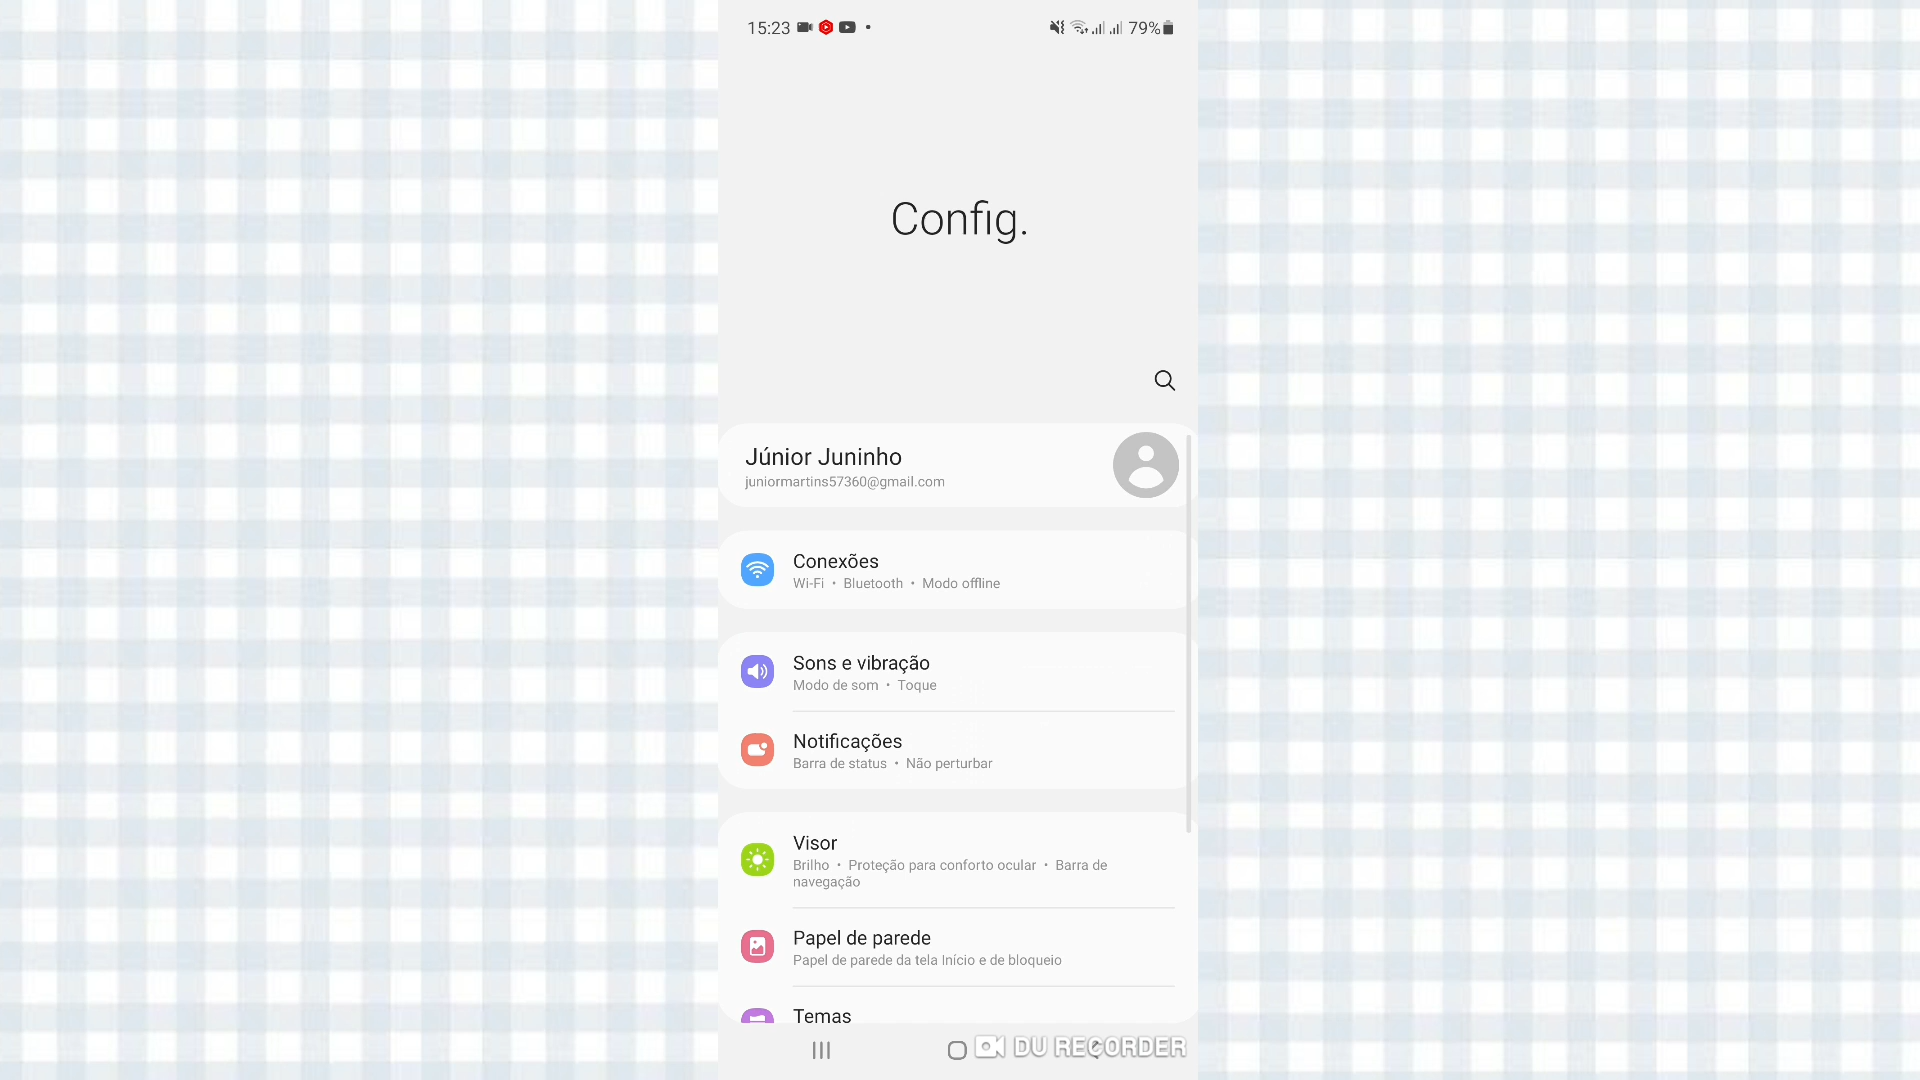 15:23
79%
Config.
Júnior Juninho
juniormartins57360@gmail.com
Conexões
Wi-Fi • Bluetooth • Modo offline
Sons e vibração
Modo de som • Toque
Notificações
Barra de status • Não perturbar
Visor
Brilho • Proteção para conforto ocular • Barra de
navegação
Papel de parede
Papel de parede da tela Início e de bloqueio
Temas
DU RECORDER